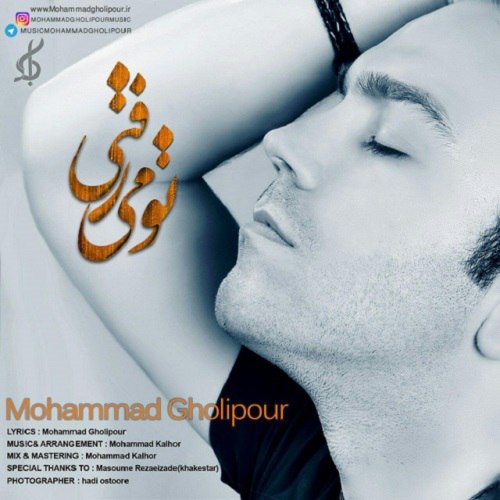 www.Mohammadgholipour.ir
MOHAMMADGHOLIPOURMUSIC
MUSICMOHAMMADGHOLIPOUR
تو می رفتی
Mohammad Gholipour
LYRICS : Mohammad Gholipour
MUSIC& ARRANGEMENT : Mohammad Kalhor
MIX & MASTERING : Mohammad Kalhor
SPECIAL THANKS TO : Masoume Rezaeizade(khakestar)
PHOTOGRAPHER : hadi ostoore